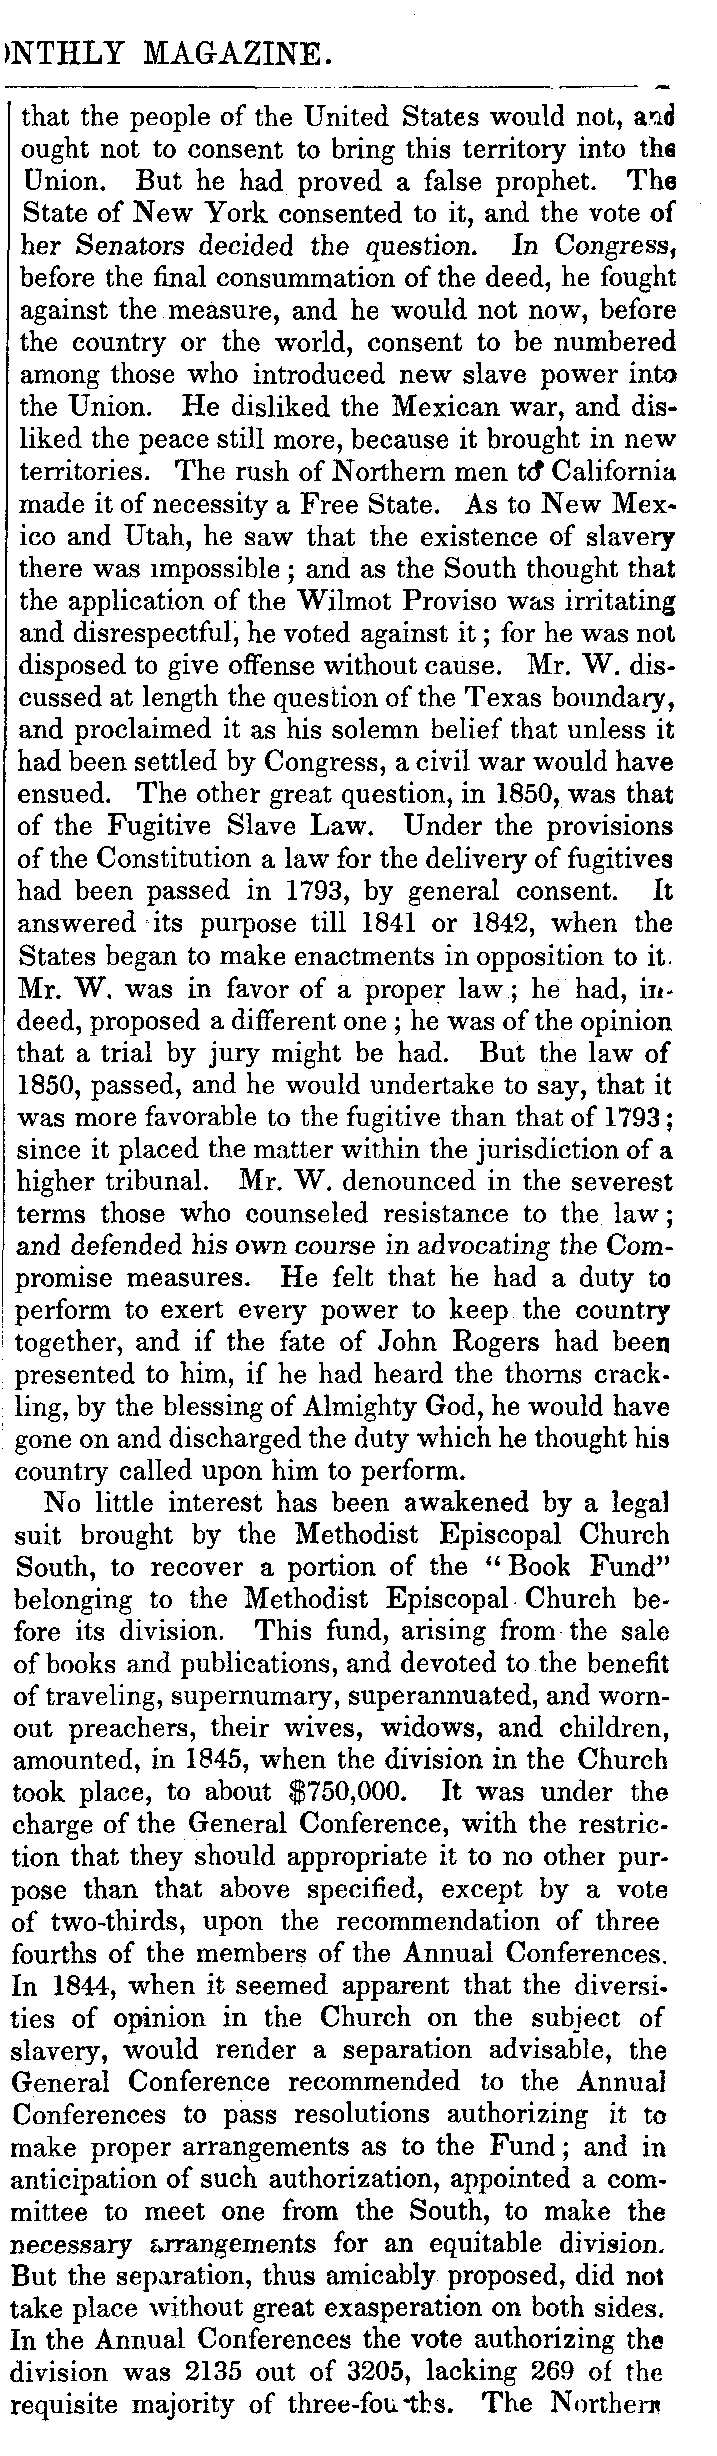 ONTHLY MAGAZINE.
that the people of the United States would not, and
ought not to consent to bring this territory into the
Union. But he had proved a false prophet. The
State of New York consented to it, and the vote of
her Senators decided the question. In Congress,
before the final consummation of the deed, he fought
against the measure, and he would not now, before
the country or the world, consent to be numbered
among those who introduced new slave power into
the Union. He disliked the Mexican war, and dis-
liked the peace still more, because it brought in new
territories. The rush of Northern men to California
made it of necessity a Free State. As to New Mex-
ico and Utah, he saw that the existence of slavery
there was impossible; and as the South thought that
the application of the Wilmot Proviso was irritating
and disrespectful, he voted against it; for he was not
disposed to give offense without cause. Mr. W. dis-
cussed at length the question of the Texas boundary,
and proclaimed it as his solemn belief that unless it
had been settled by Congress, a civil war would have
ensued. The other great question, in 1850, was that
of the Fugitive Slave Law. Under the provisions
of the Constitution a law for the delivery of fugitives
had been passed in 1793, by general consent. It
answered its purpose till 1841 or 1842, when the
States began to make enactments in opposition to it.
Mr. W. was in favor of a proper law; he had, in-
deed, proposed a different one; he was of the opinion
that a trial by jury might be had. But the law of
1850, passed, and he would undertake to say, that it
was more favorable to the fugitive than that of 1793;
since it placed the matter within the jurisdiction of a
higher tribunal. Mr. W. denounced in the severest
terms those who counseled resistance to the law;
and defended his own course in advocating the Com-
promise measures. He felt that he had a duty to
perform to exert every power to keep the country
together, and if the fate of John Rogers had been
presented to him, if he had heard the thorns crack-
ling, by the blessing of Almighty God, he would have
gone on and discharged the duty which he thought his
country called upon him to perform.
No little interest has been awakened by a legal
suit brought by the Methodist Episcopal Church
South, to recover a portion of the "Book Fund"
belonging to the Methodist Episcopal Church be-
fore its division. This fund, arising from the sale
of books and publications, and devoted to the benefit
of traveling, supernumary, superannuated, and worn-
out preachers, their wives, widows, and children,
amounted, in 1845, when the division in the Church
took place, to about $750,000. It was under the
charge of the General Conference, with the restric-
tion that they should appropriate it to no other pur-
pose than that above specified, except by a vote
of two-thirds, upon the recommendation of three
fourths of the members of the Annual Conferences.
In 1844, when it seemed apparent that the diversi-
ties of opinion in the Church on the subject of
slavery, would render a separation advisable, the
General Conference recommended to the Annual
Conferences to pass resolutions authorizing it to
make proper arrangements as to the Fund; and in
anticipation of such authorization, appointed a com-
mittee to meet one from the South, to make the
necessary arrangements for an equitable division.
But the separation, thus amicably proposed, did not
take place without great exasperation on both sides.
In the Annual Conferences the vote authorizing the
division was 2135 out of 3205, lacking 269 of the
requisite majority of three-fourths. The Northern